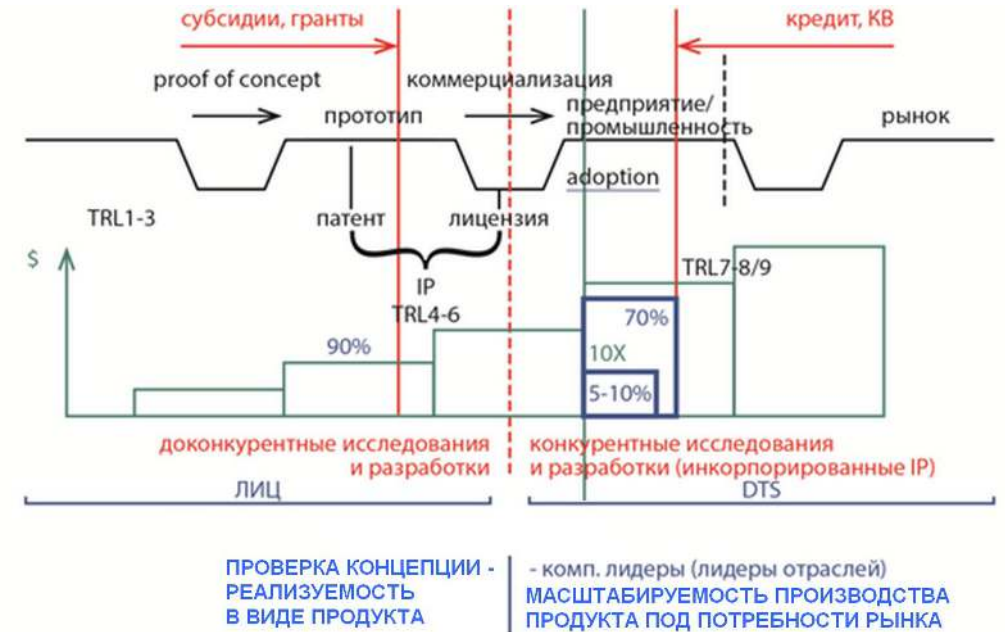 субсидии, гранты
кредит, КВ
proof of concept
коммерциализация
прототип
предприятие/
промышленность
рынок
adoption
TRL1-3
патент
лицензия
$
IP
TRL7-8/9
TRL4-6
90%
70%
10X
5-10%
доконкурентные исследования
и разработки
конкурентные исследования
и разработки (инкорпорированные IP)
ЛИЦ
DTS
ПРОВЕРКА КОНЦЕПЦИИ -
РЕАЛИЗУЕМОСТЬ
В ВИДЕ ПРОДУКТА
- комп. лидеры (лидеры отраслей)
МАСШТАБИРУЕМОСТЬ ПРОИЗВОДСТВА
ПРОДУКТА ПОД ПОТРЕБНОСТИ РЫНКА